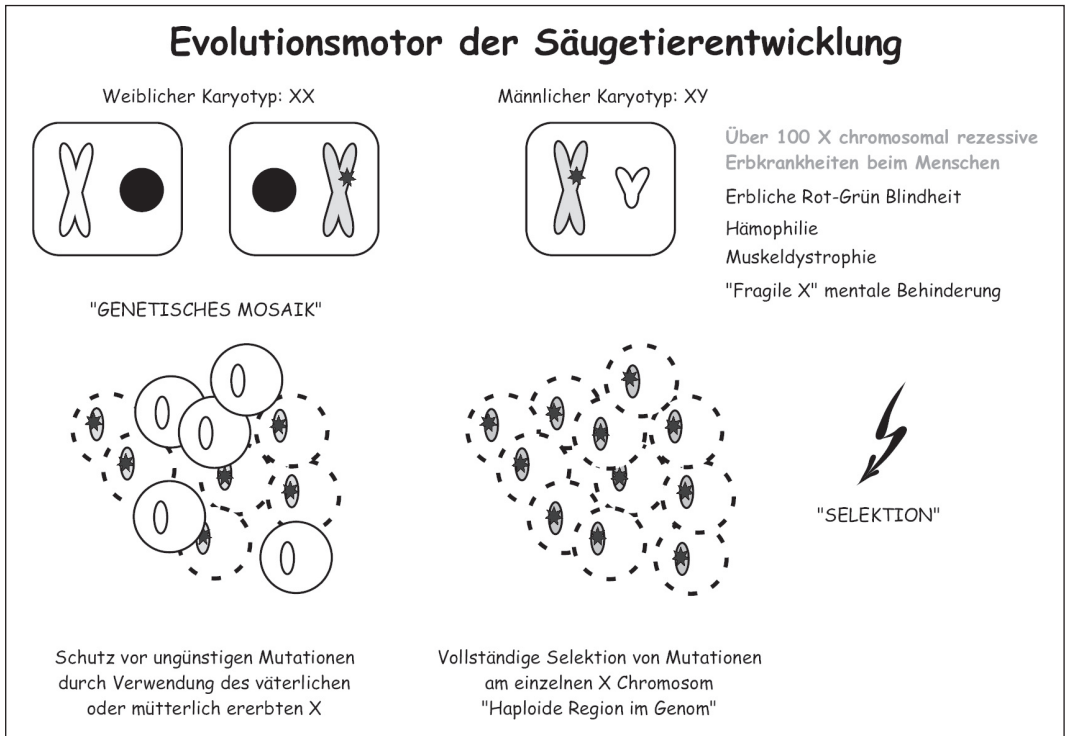 Evolutionsmotor der Säugetierentwicklung
Weiblicher Karyotyp: XX
Männlicher Karyotyp: XY
Über 100 X chromosomal rezessive
Erbkrankheiten beim Menschen
Erbliche Rot-Grün Blindheit
Hämophilie
Muskeldystrophie
"Fragile X" mentale Behinderung
"GENETISCHES MOSAIK"
"SELEKTION"
Schutz vor ungünstigen Mutationen
durch Verwendung des väterlichen
oder mütterlich ererbten X
Vollständige Selektion von Mutationen
am einzelnen X Chromosom
"Haploide Region im Genom"